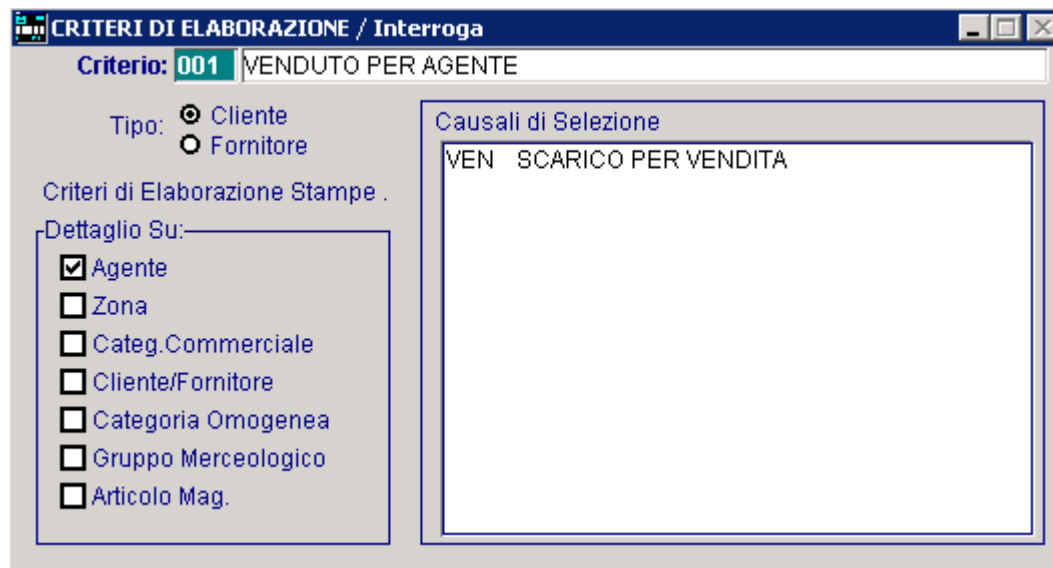 CRITERI DI ELABORAZIONE / Interroga
Criterio: 001 VENDUTO PER AGENTE
Tipo: Cliente
Fornitore
Criteri di Elaborazione Stampe .
Dettaglio Su:
Agente
Zona
Categ.Commerciale
Cliente/Fornitore
Categoria Omogenea
Gruppo Merceologico
Articolo Mag.
Causali di Selezione
VEN SCARICO PER VENDITA